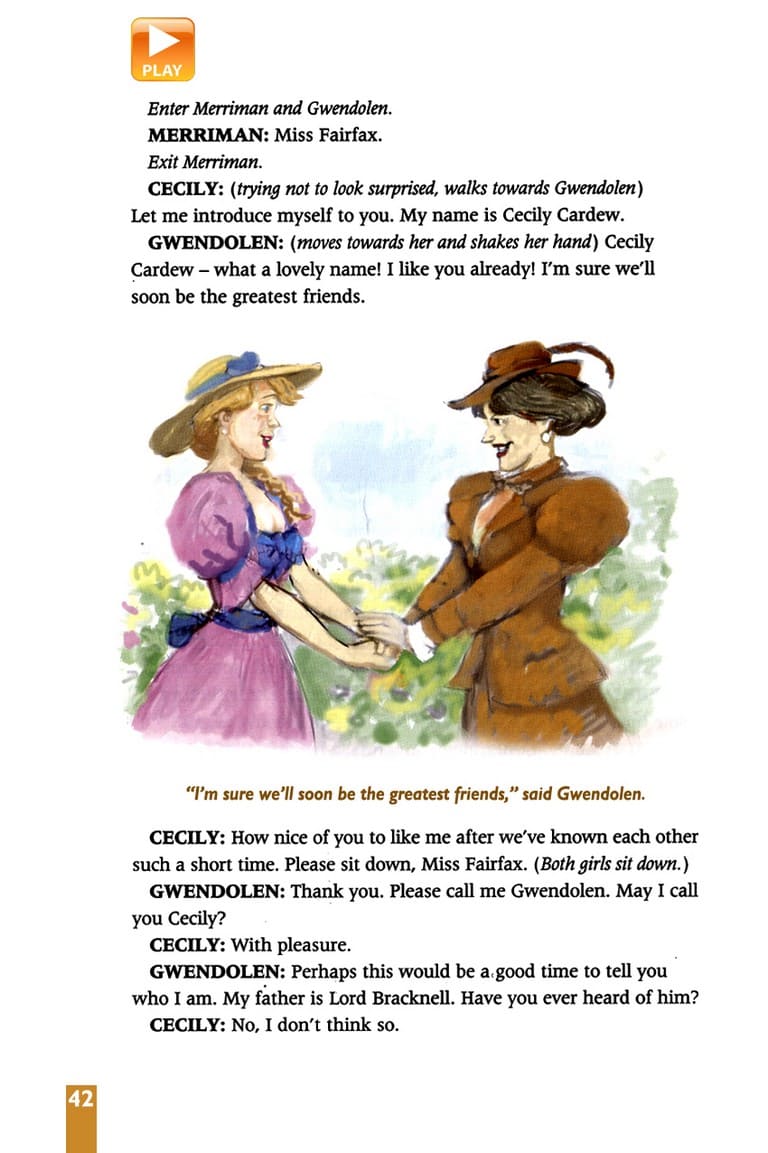 PLAY
Enter Merriman and Gwendolen.
MERRIMAN: Miss Fairfax.
Exit Merriman.
CECILY: (trying not to look surprised, walks towards Gwendolen)
Let me introduce myself to you. My name is Cecily Cardew.
GWENDOLEN: (moves towards her and shakes her hand) Cecily
Cardew – what a lovely name! I like you already! I'm sure we'll
soon be the greatest friends.
"I'm sure we'll soon be the greatest friends," said Gwendolen.
CECILY: How nice of you to like me after we've known each other
such a short time. Please sit down, Miss Fairfax. (Both girls sit down.)
GWENDOLEN: Thank you. Please call me Gwendolen. May I call
you Cecily?
CECILY: With pleasure.
GWENDOLEN: Perhaps this would be a good time to tell you
who I am. My father is Lord Bracknell. Have you ever heard of him?
CECILY: No, I don't think so.
42